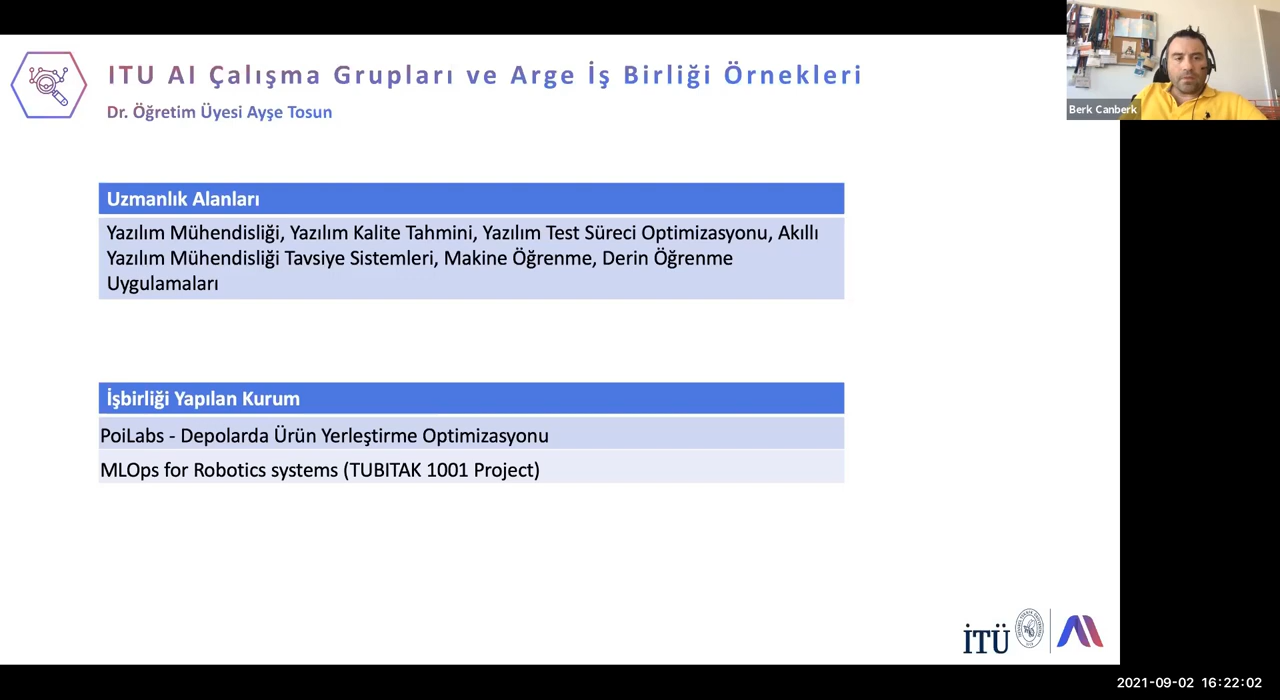 ITU AI Çalışma Grupları ve Arge İş Birliği Örnekleri
Dr. Öğretim Üyesi Ayşe Tosun
Berk Canberk
Uzmanlık Alanları
Yazılım Mühendisliği, Yazılım Kalite Tahmini, Yazılım Test Süreci Optimizasyonu, Akıllı
Yazılım Mühendisliği Tavsiye Sistemleri, Makine Öğrenme, Derin Öğrenme
Uygulamaları
İşbirliği Yapılan Kurum
PoiLabs - Depolarda Ürün Yerleştirme Optimizasyonu
MLOps for Robotics systems (TUBITAK 1001 Project)
İTÜ
2021-09-02 16:22:02